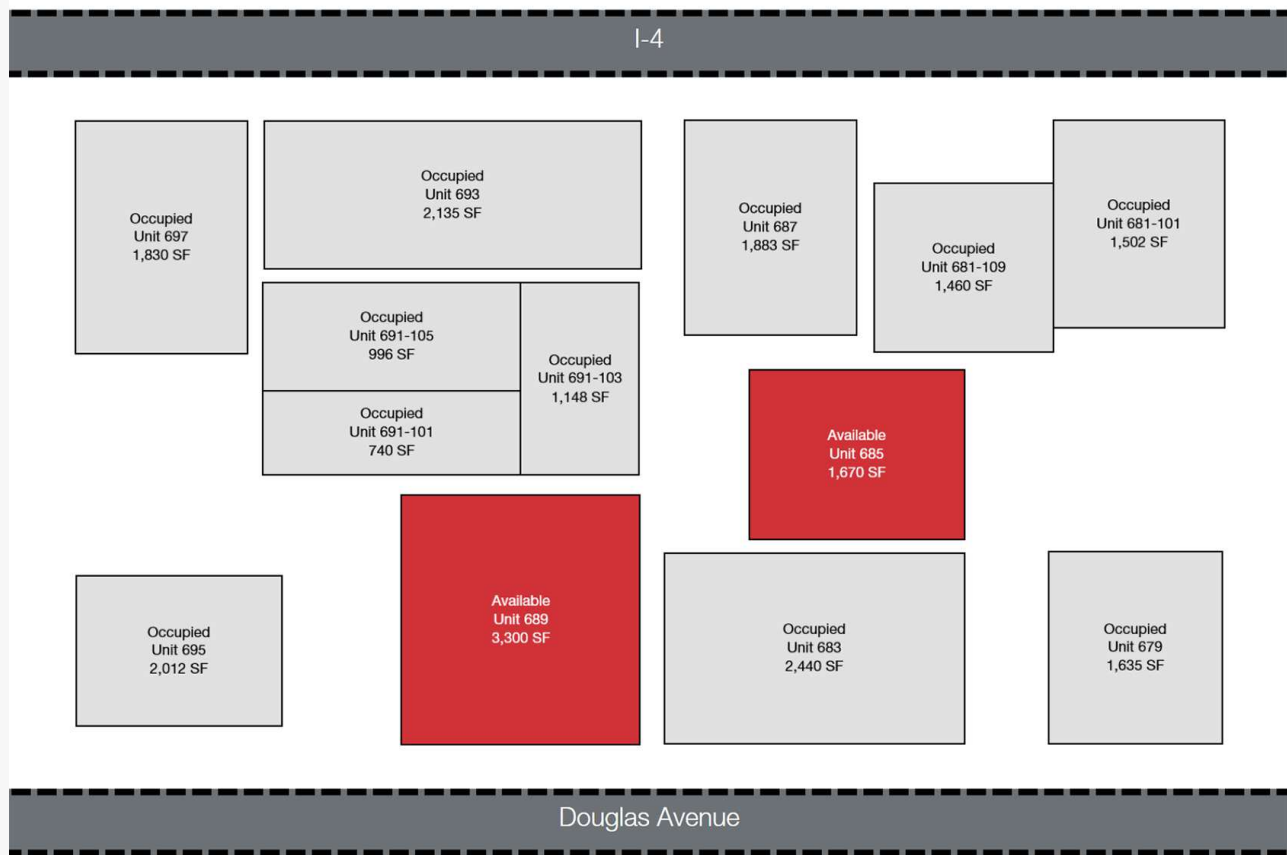 I-4
Occupied
Unit 697
1,830 SF
Occupied
Unit 693
2,135 SF
Occupied
Unit 687
1,883 SF
Occupied
Unit 681-109
1,460 SF
Occupied
Unit 681-101
1,502 SF
Occupied
Unit 691-105
996 SF
Occupied
Unit 691-103
1,148 SF
Occupied
Unit 691-101
740 SF
Available
Unit 685
1,670 SF
Occupied
Unit 695
2,012 SF
Available
Unit 689
3,300 SF
Occupied
Unit 683
2,440 SF
Occupied
Unit 679
1,635 SF
Douglas Avenue